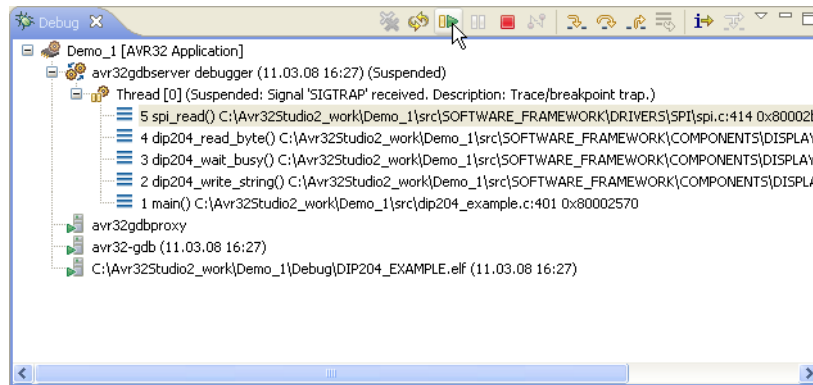 Debug
Demo_1 [AVR32 Application]
avr32gdbserver debugger (11.03.08 16:27) (Suspended)
Thread [0] (Suspended: Signal 'SIGTRAP' received. Description: Trace/breakpoint trap.)
5 spi_read() C:\Avr32Studio2_work\Demo_1\src\SOFTWARE_FRAMEWORK\DRIVERS\SPI\spi.c:414 0x80002
4 dip204_read_byte() C:\Avr32Studio2_work\Demo_1\src\SOFTWARE_FRAMEWORK\COMPONENTS\DISPLAY
3 dip204_wait_busy() C:\Avr32Studio2_work\Demo_1\src\SOFTWARE_FRAMEWORK\COMPONENTS\DISPLAY
2 dip204_write_string() C:\Avr32Studio2_work\Demo_1\src\SOFTWARE_FRAMEWORK\COMPONENTS\DISPL
1 main() C:\Avr32Studio2_work\Demo_1\src\dip204_example.c:401 0x80002570
avr32gdbproxy
avr32-gdb (11.03.08 16:27)
C:\Avr32Studio2_work\Demo_1\Debug\DIP204_EXAMPLE.elf (11.03.08 16:27)